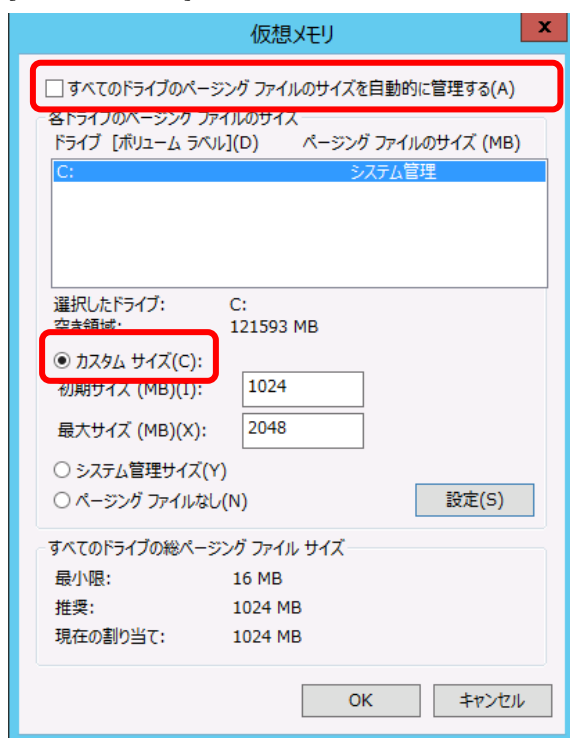 仮想メモリ
x
すべてのドライブのページング ファイルのサイズを自動的に管理する(A)
各ドライブのページング ファイルのサイズ
ドライブ [ボリューム ラベル](D) ページング ファイルのサイズ (MB)
C: システム管理
選択したドライブ: C:
空き領域: 121593 MB
カスタム サイズ(C):
初期サイズ (MB)(I): 1024
最大サイズ (MB)(X): 2048
システム管理サイズ(Y)
ページング ファイルなし(N) 設定(S)
すべてのドライブの総ページング ファイル サイズ
最小限: 16 MB
推奨: 1024 MB
現在の割り当て: 1024 MB
OK キャンセル